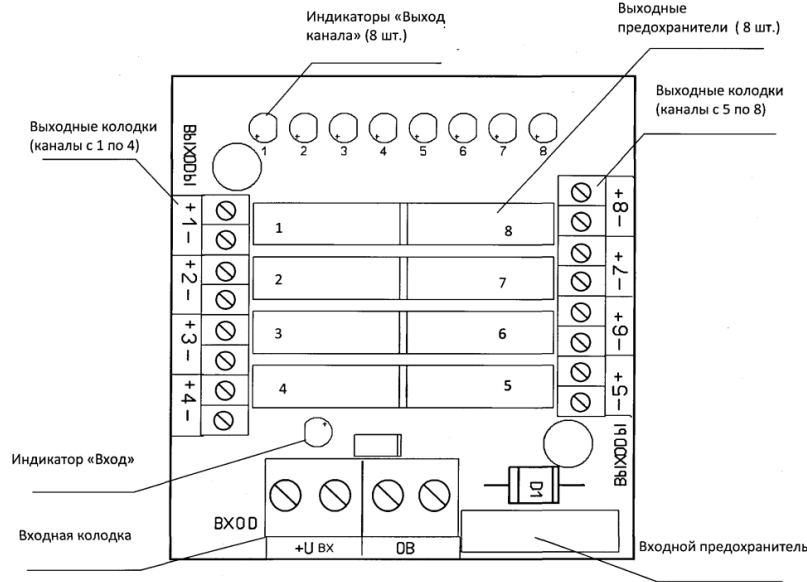 Индикаторы «Выход
канала» (8 шт.)
Выходные
предохранители ( 8 шт.)
Выходные колодки
(каналы с 5 по 8)
Выходные колодки
(каналы с 1 по 4)
ВЫХОДЫ
1 2 3 4 5 6 7 8
+1-
+2-
+3-
+4-
1 8
2 7
3 6
4 5
-8+
-7+
-6+
-5+
ВЫХОДЫ
Индикатор «Вход»
D1
Входная колодка
ВХОД
+U ВХ
0В
Входной предохранитель